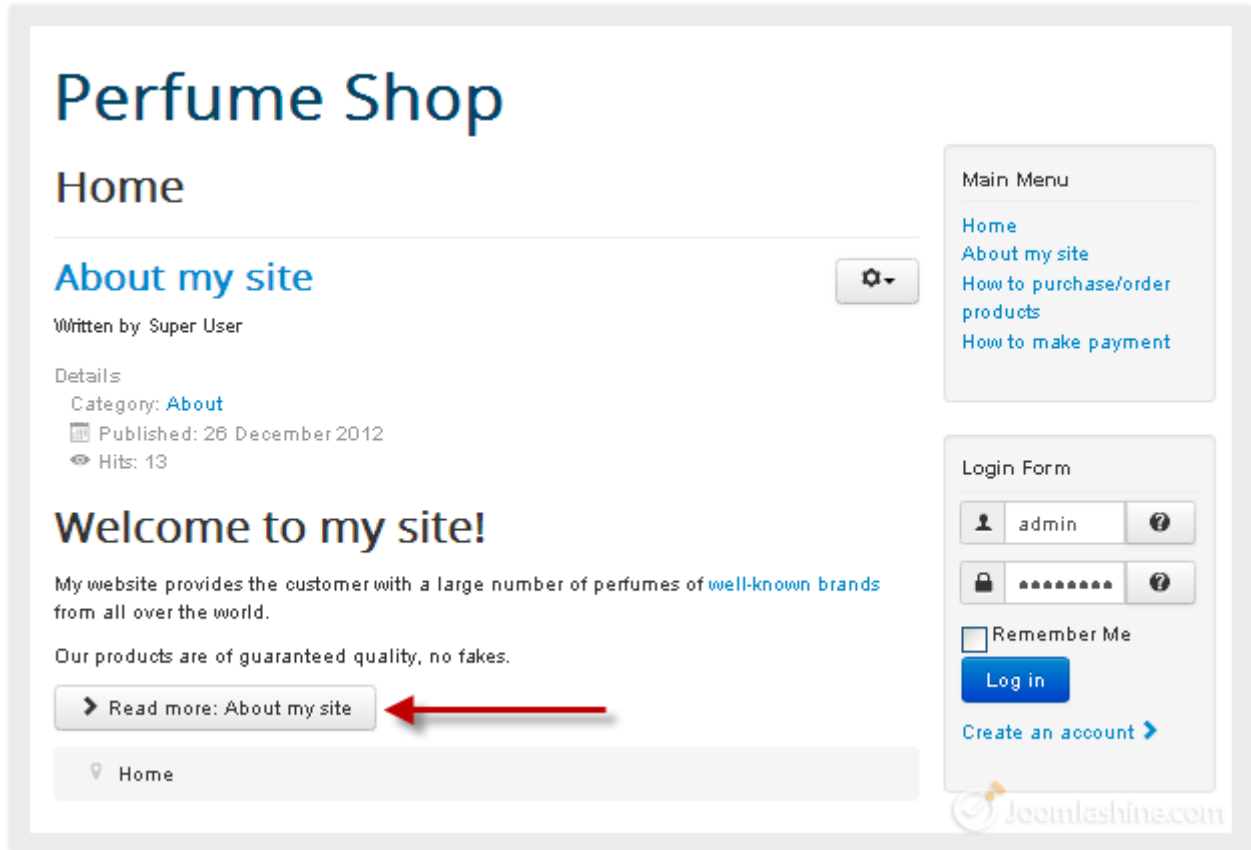 Perfume Shop
Home
About my site
Written by Super User
Details
Category: About
Published: 26 December 2012
Hits: 13
Welcome to my site!
My website provides the customer with a large number of perfumes of well-known brands
from all over the world.
Our products are of guaranteed quality, no fakes.
Read more: About my site
Home
Main Menu
Home
About my site
How to purchase/order
products
How to make payment
Login Form
admin
Remember Me
Log in
Create an account
Joomlashine.com